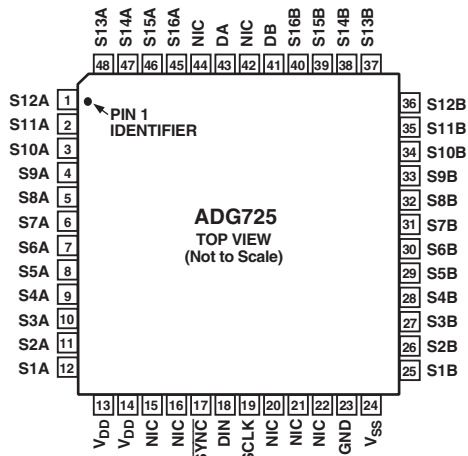 S13A S14A S15A S16A NIC DA NIC DB S16B S15B S14B S13B
48 47 46 45 44 43 42 41 40 39 38 37
S12A 1
S11A 2
S10A 3
S9A 4
S8A 5
S7A 6
S6A 7
S5A 8
S4A 9
S3A 10
S2A 11
S1A 12
PIN 1
IDENTIFIER
ADG725
TOP VIEW
(Not to Scale)
36 S12B
35 S11B
34 S10B
33 S9B
32 S8B
31 S7B
30 S6B
29 S5B
28 S4B
27 S3B
26 S2B
25 S1B
13 14 15 16 17 18 19 20 21 22 23 24
VDD VDD NIC NIC SYNC DIN SCLK NIC NIC NIC GND VSS